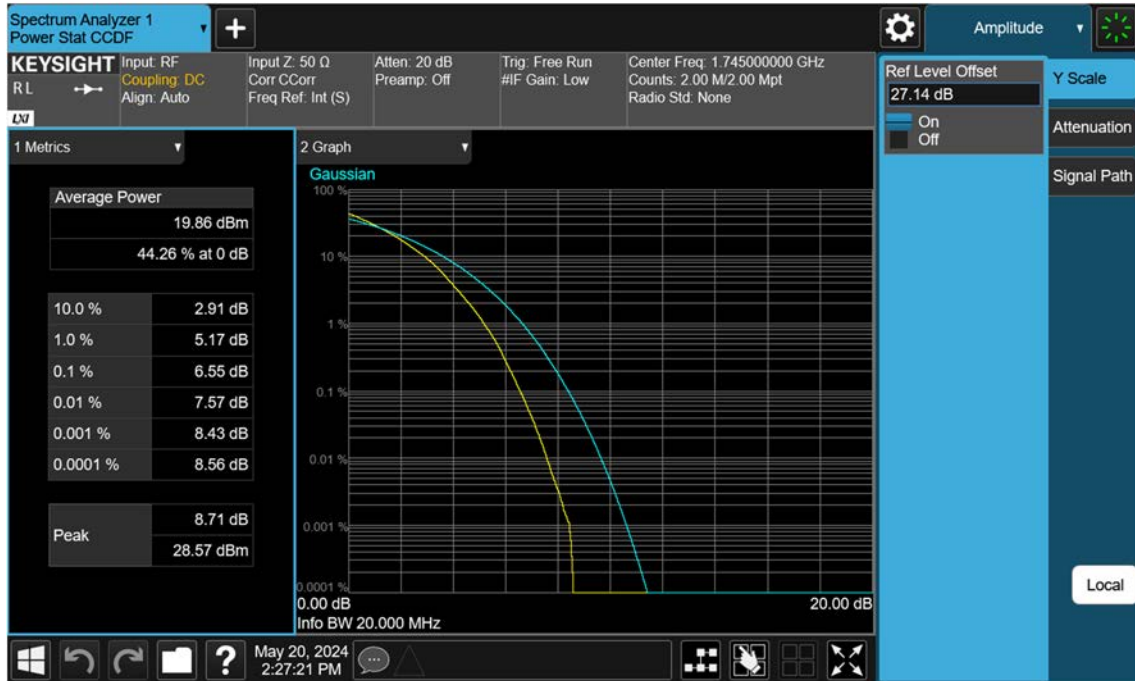 Spectrum Analyzer 1
Power Stat CCDF
+
Amplitude
KEYSIGHT
R L
LXI
Input: RF
Coupling: DC
Align: Auto
Input Z: 50 Ω
Corr CCorr
Freq Ref: Int (S)
Atten: 20 dB
Preamp: Off
Trig: Free Run
#IF Gain: Low
Center Freq: 1.745000000 GHz
Counts: 2.00 M/2.00 Mpt
Radio Std: None
Ref Level Offset
27.14 dB
On
Off
Y Scale
Attenuation
Signal Path
1 Metrics
Average Power
19.86 dBm
44.26 % at 0 dB
10.0 % 2.91 dB
1.0 % 5.17 dB
0.1 % 6.55 dB
0.01 % 7.57 dB
0.001 % 8.43 dB
0.0001 % 8.56 dB
Peak
8.71 dB
28.57 dBm
2 Graph
Gaussian
100 %
10 %
1 %
0.1 %
0.01 %
0.001 %
0.0001 %
0.00 dB 20.00 dB
Info BW 20.000 MHz
Local
?
May 20, 2024
2:27:21 PM